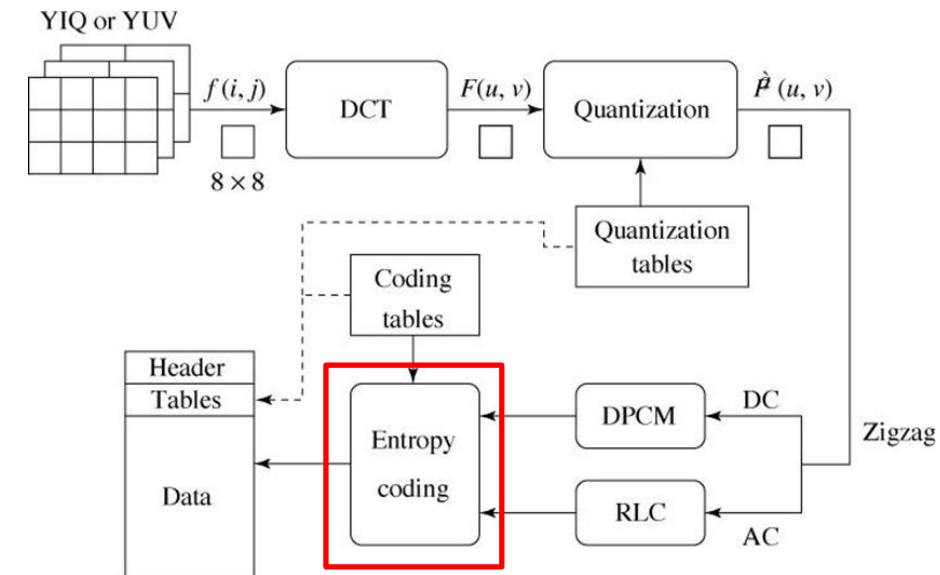 YIQ or YUV
f(i, j)
8 × 8
DCT
F(u, v)
Quantization
(u, v)
Quantization
tables
Coding
tables
Header
Tables
Data
Entropy
coding
DPCM
DC
Zigzag
RLC
AC